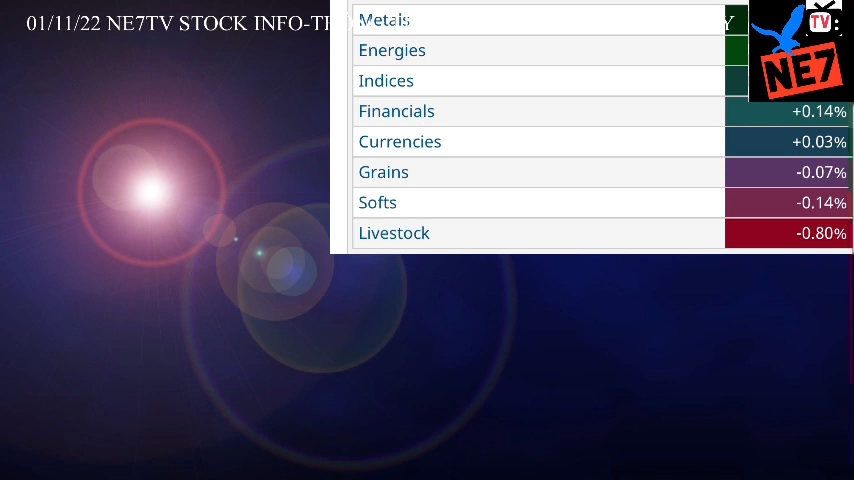 01/11/22 NE7TV STOCK INFO-T
Y
TV
NE7
Metals
Energies
Indices
Financials +0.14%
Currencies +0.03%
Grains -0.07%
Softs -0.14%
Livestock -0.80%